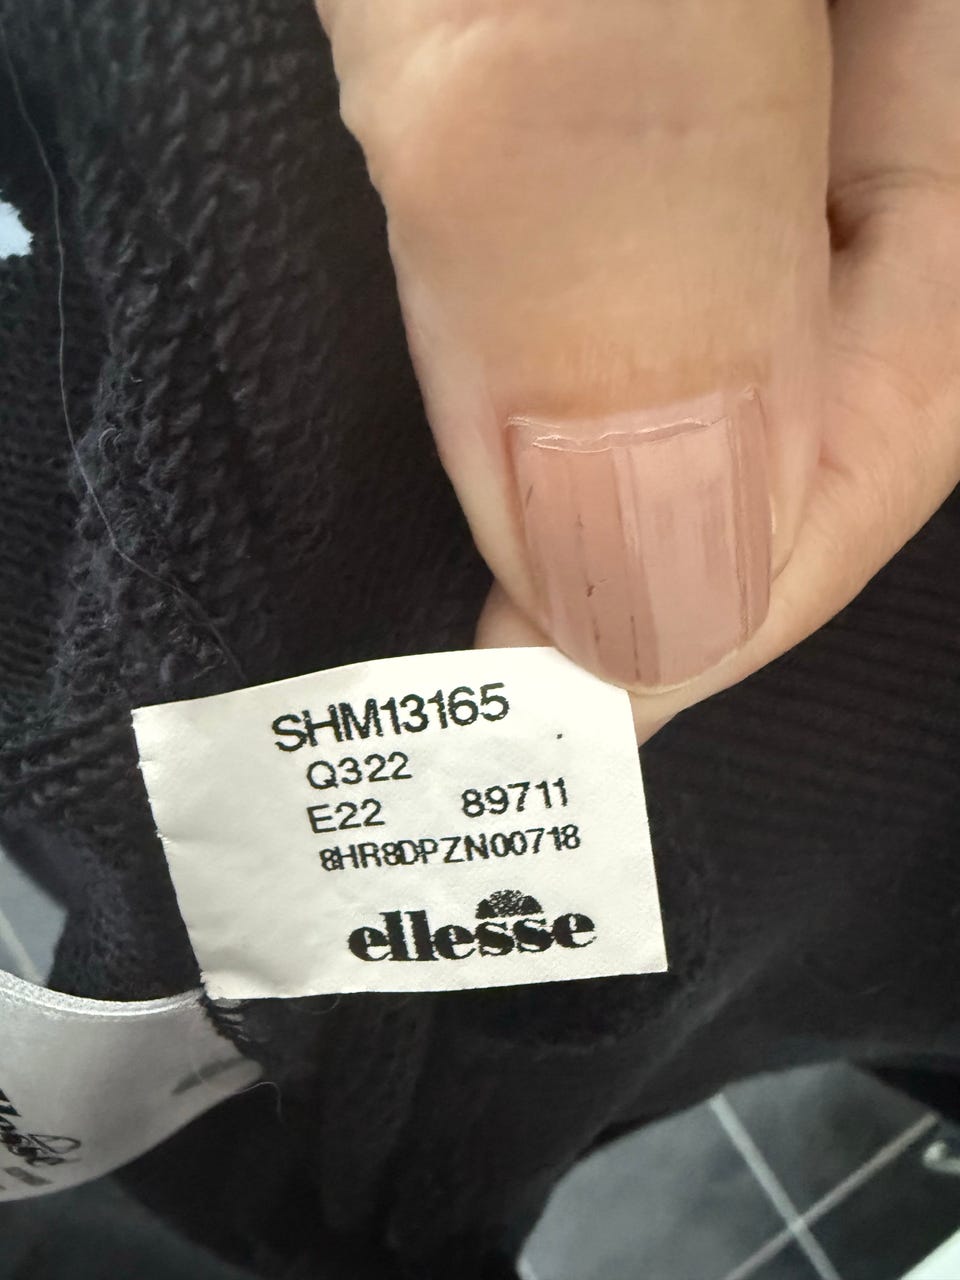 SHM13165
Q322
E22 89711
8HR8DPZN00718
ellesse